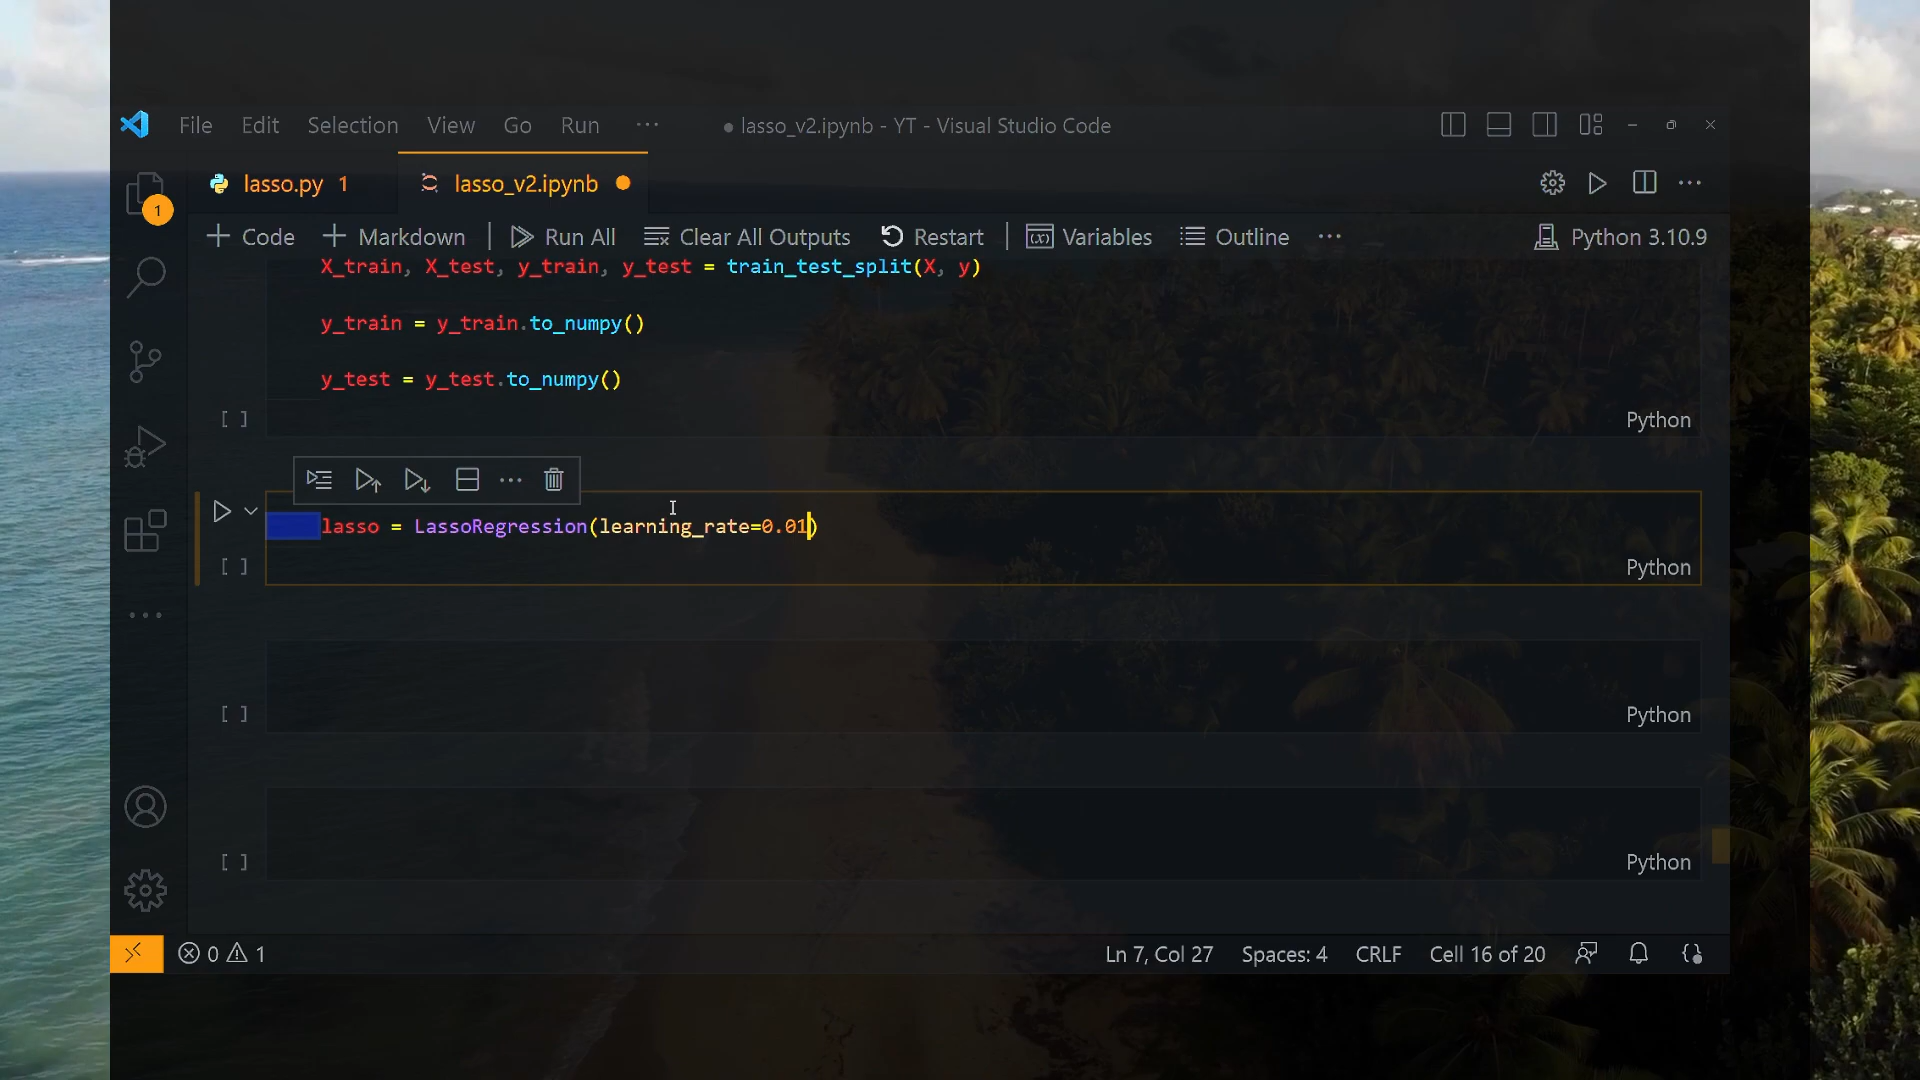 File Edit Selection View Go Run ··· ● lasso_v2.ipynb - YT - Visual Studio Code
lasso.py 1 lasso_v2.ipynb
1
+ Code + Markdown | Run All Clear All Outputs Restart | Variables Outline ··· Python 3.10.9
X_train, X_test, y_train, y_test = train_test_split(X, y)
y_train = y_train.to_numpy()
y_test = y_test.to_numpy()
[ ] Python
lasso = LassoRegression(learning_rate=0.01)
[ ] Python
[ ] Python
[ ] Python
0 1 Ln 7, Col 27 Spaces: 4 CRLF Cell 16 of 20